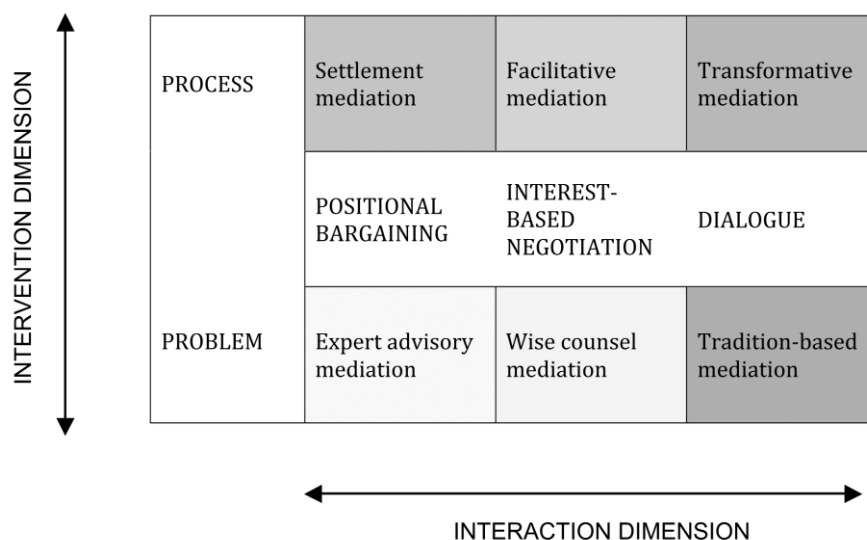 INTERVENTION DIMENSION
PROCESS
Settlement
mediation
Facilitative
mediation
Transformative
mediation
POSITIONAL
BARGAINING
INTEREST-
BASED
NEGOTIATION
DIALOGUE
PROBLEM
Expert advisory
mediation
Wise counsel
mediation
Tradition-based
mediation
INTERACTION DIMENSION